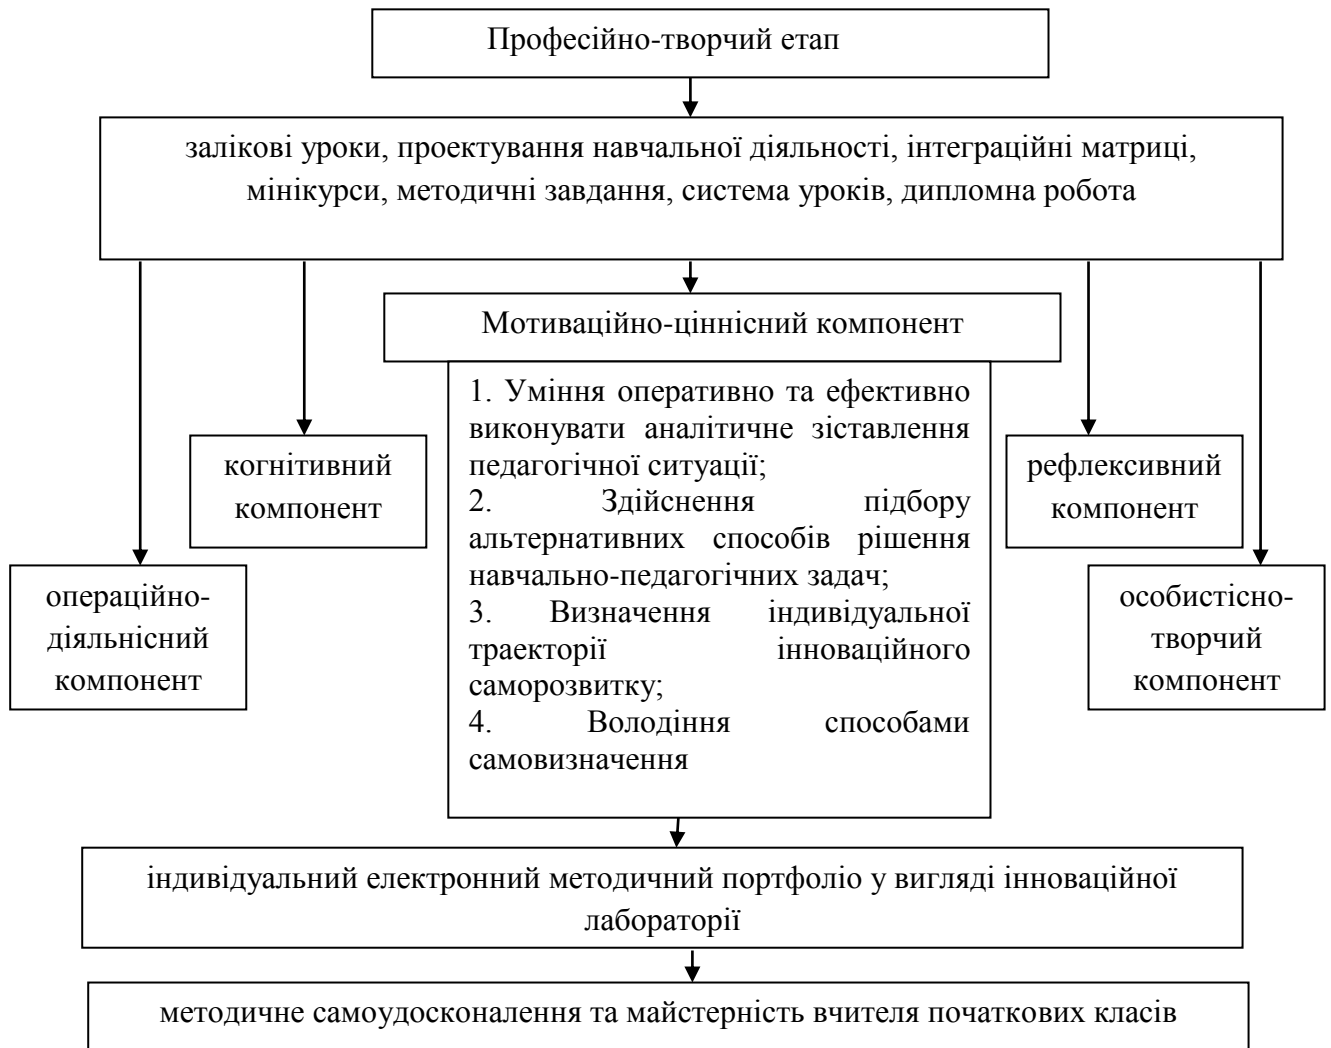 Професійно-творчий етап
залікові уроки, проектування навчальної діяльності, інтеграційні матриці,
мінікурси, методичні завдання, система уроків, дипломна робота
Мотиваційно-ціннісний компонент
1. Уміння оперативно та ефективно
виконувати аналітичне зіставлення
педагогічної ситуації;
2. Здійснення підбору
альтернативних способів рішення
навчально-педагогічних задач;
3. Визначення індивідуальної
траекторії інноваційного
саморозвитку;
4. Володіння способами
самовизначення
когнітивний
компонент
рефлексивний
компонент
операційно-
діяльнісний
компонент
особистісно-
творчий
компонент
індивідуальний електронний методичний портфоліо у вигляді інноваційної
лабораторії
методичне самоудосконалення та майстерність вчителя початкових класів